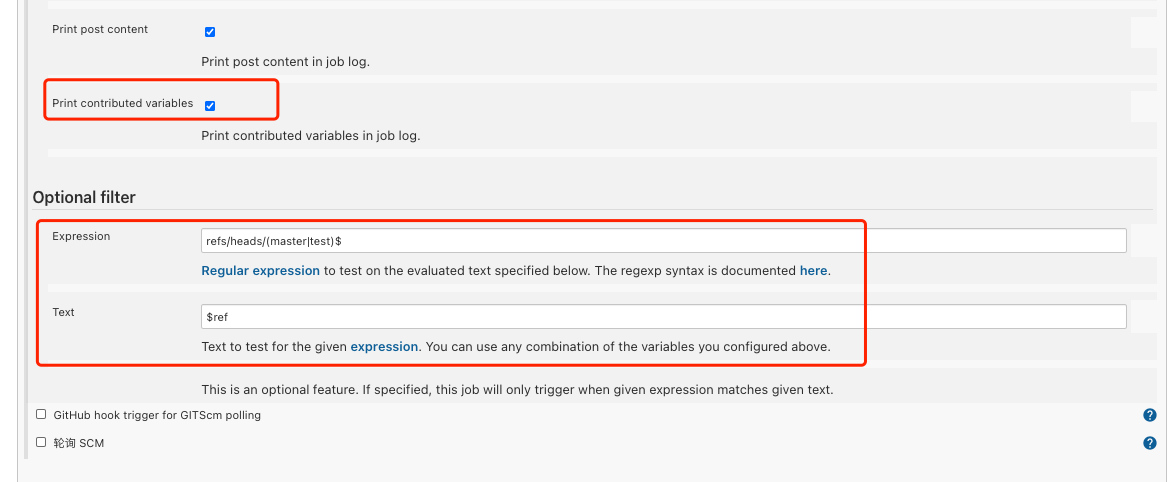 Print post content
Print post content in job log.
Print contributed variables
Print contributed variables in job log.
Optional filter
Expression
refs/heads/(master|test)$
Regular expression to test on the evaluated text specified below. The regexp syntax is documented here.
Text
$ref
Text to test for the given expression. You can use any combination of the variables you configured above.
This is an optional feature. If specified, this job will only trigger when given expression matches given text.
GitHub hook trigger for GITScm polling
?
轮询 SCM
?